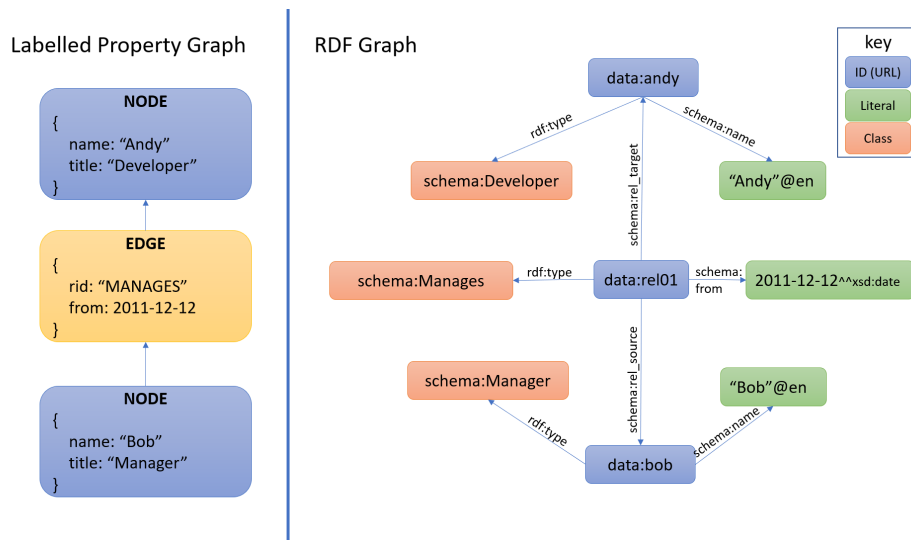 Labelled Property Graph
NODE
{
name: “Andy”
title: “Developer”
}
EDGE
{
rid: “MANAGES”
from: 2011-12-12
}
NODE
{
name: “Bob”
title: “Manager”
}
RDF Graph
key
ID (URL)
Literal
Class
data:andy
rdf:type
schema:name
schema:Developer
schema:rel_target
“Andy”@en
schema:Manages
rdf:type
data:rel01
schema:
from
2011-12-12^^xsd:date
schema:Manager
schema:rel_source
“Bob”@en
rdf:type
schema:name
data:bob